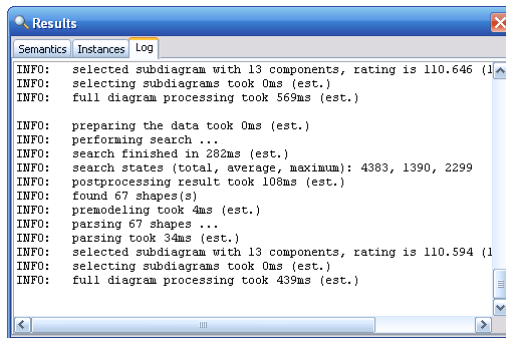 Results
Semantics Instances Log
INFO: selected subdiagram with 13 components, rating is 110.646 (1
INFO: selecting subdiagrams took 0ms (est.)
INFO: full diagram processing took 569ms (est.)
INFO: preparing the data took 0ms (est.)
INFO: performing search ...
INFO: search finished in 282ms (est.)
INFO: search states (total, average, maximum): 4383, 1390, 2299
INFO: postprocessing result took 108ms (est.)
INFO: found 67 shapes(s)
INFO: premodeling took 4ms (est.)
INFO: parsing 67 shapes ...
INFO: parsing took 34ms (est.)
INFO: selected subdiagram with 13 components, rating is 110.594 (1
INFO: selecting subdiagrams took 0ms (est.)
INFO: full diagram processing took 439ms (est.)